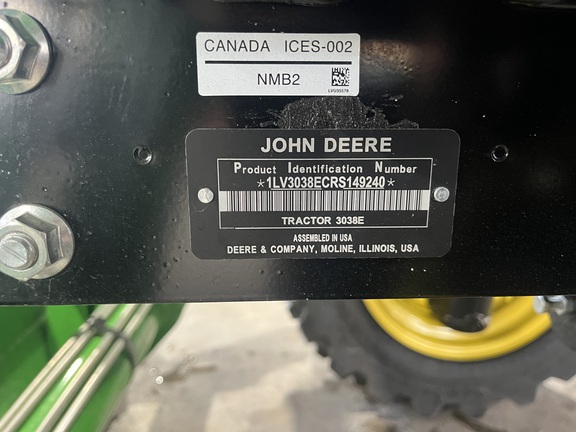 CANADA ICES-002
NMB2
LVU35578
JOHN DEERE
Product Identification Number
*1LV3038ECRS149240*
TRACTOR 3038E
ASSEMBLED IN USA
DEERE & COMPANY, MOLINE, ILLINOIS, USA